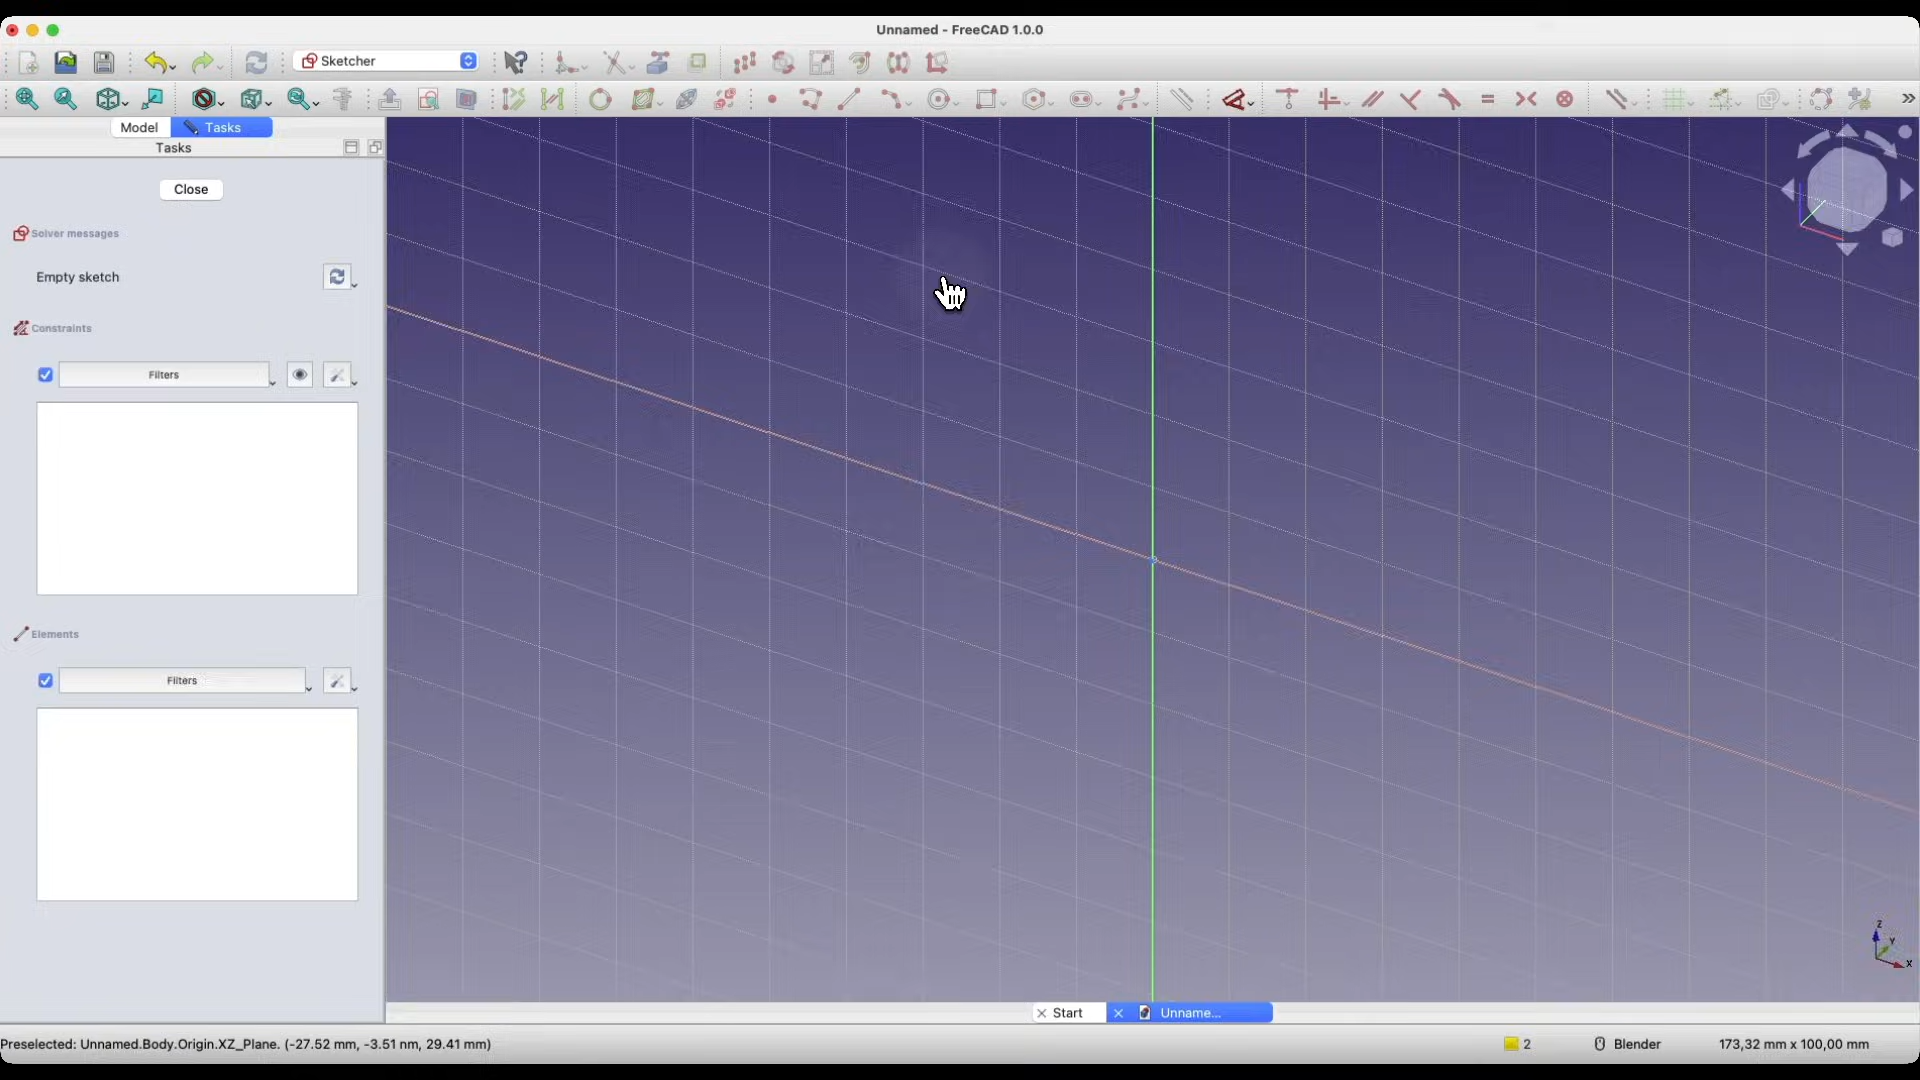 Unnamed - FreeCAD 1.0.0
Sketcher
»
Model
Tasks
Tasks
Close
Solver messages
Empty sketch
Constraints
Filters
Elements
Filters
Z
Y
X
Start
Unname...
Preselected: Unnamed.Body.Origin.XZ_Plane. (-27.52 mm, -3.51 nm, 29.41 mm)
2
Blender
173,32 mm x 100,00 mm